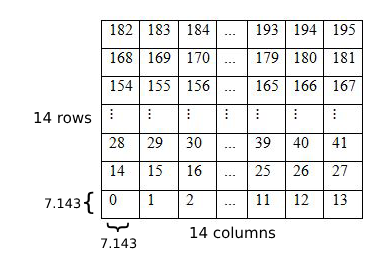 182 183 184 ... 193 194 195
168 169 170 ... 179 180 181
154 155 156 ... 165 166 167
14 rows ⋮ ⋮ ⋮ ⋮ ⋮ ⋮ ⋮
28 29 30 ... 39 40 41
14 15 16 ... 25 26 27
7.143{ 0 1 2 ... 11 12 13
7.143
14 columns